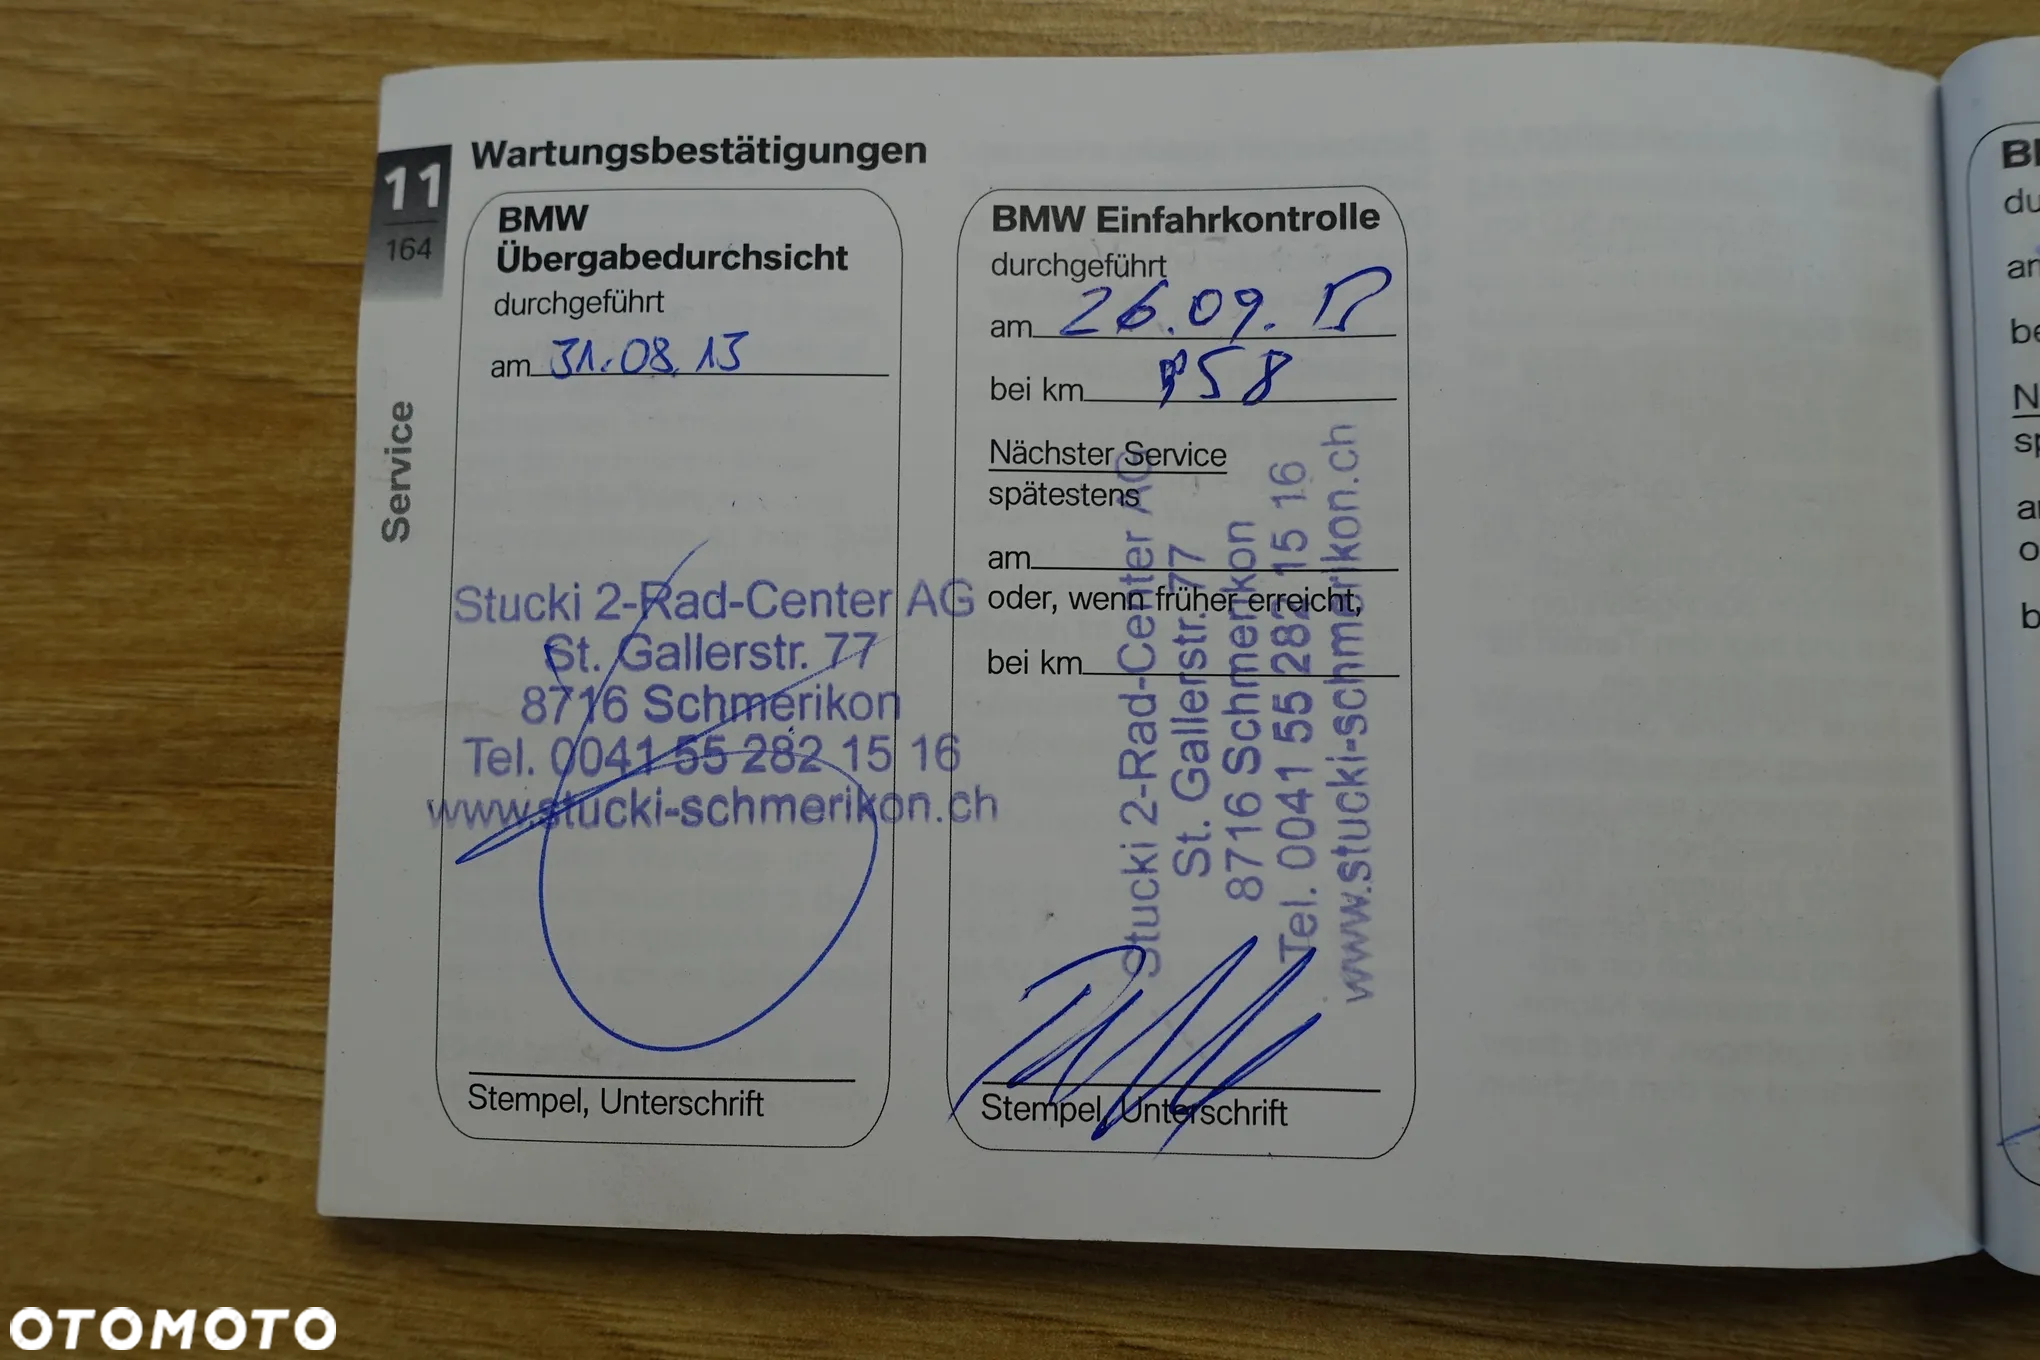 Wartungsbestätigungen
11
164
Service
BMW
Übergabedurchsicht
durchgeführt
am 31.08.13
Stucki 2-Rad-Center AG
St. Gallerstr. 77
8716 Schmerikon
Tel. 0041 55 282 15 16
www.stucki-schmerikon.ch
Stempel, Unterschrift
BMW Einfahrkontrolle
durchgeführt
am 26.09.
bei km 58
Nächster Service
spätestens
am
oder, wenn früher erreicht,
bei km
Stucki 2-Rad-Center AG
St. Gallerstr. 77
8716 Schmerikon
Tel. 0041 55 282 15 16
www.stucki-schmerikon.ch
Stempel, Unterschrift
OTOMOTO